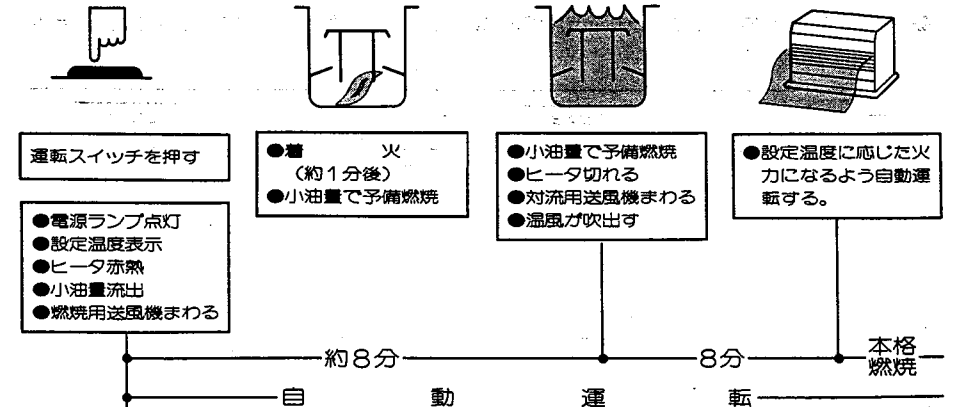 運転スイッチを押す
●電源ランプ点灯
●設定温度表示
●ヒータ赤熱
●小油量流出
●燃焼用送風機まわる
●着　　火
（約1分後）
●小油量で予備燃焼
●小油量で予備燃焼
●ヒータ切れる
●対流用送風機まわる
●温風が吹出す
●設定温度に応じた火
力になるよう自動運
転する。
約8分
8分
本格
燃焼
自　動　運　転